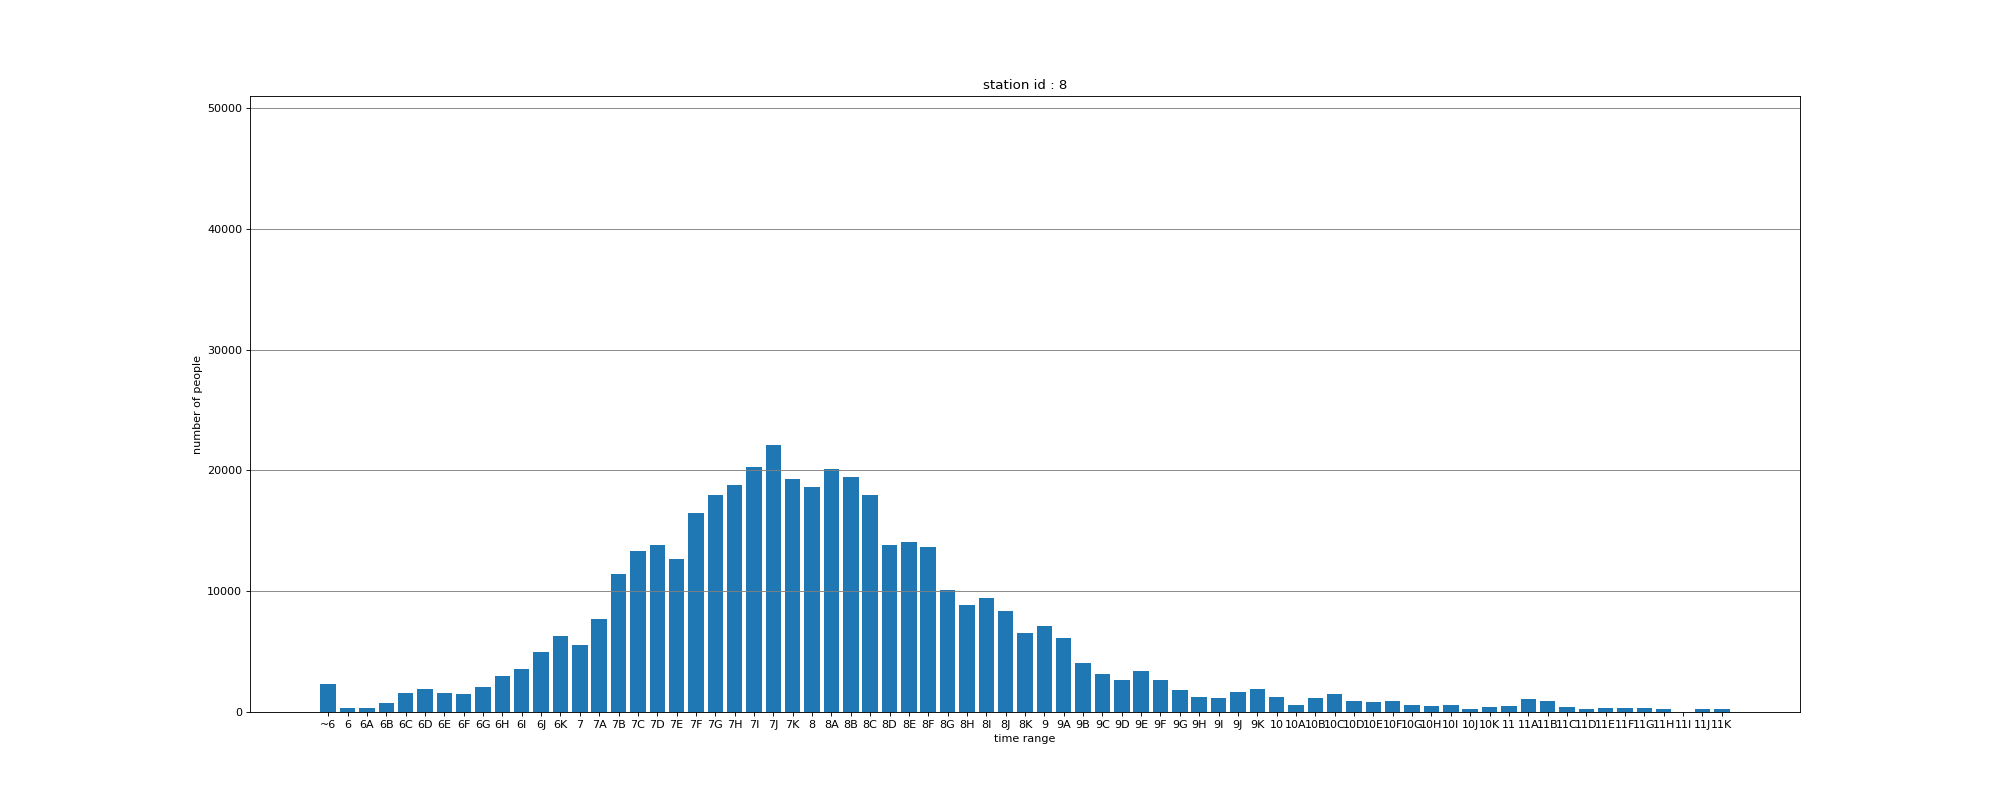 station id : 8
50000
40000
30000
20000
10000
0
number of people
~6 6 6A 6B 6C 6D 6E 6F 6G 6H 6I 6J 6K 7 7A 7B 7C 7D 7E 7F 7G 7H 7I 7J 7K 8 8A 8B 8C 8D 8E 8F 8G 8H 8I 8J 8K 9 9A 9B 9C 9D 9E 9F 9G 9H 9I 9J 9K 10 10A 10B 10C 10D 10E 10F 10G 10H 10I 10J 10K 11 11A 11B 11C 11D 11E 11F 11G 11H 11I 11J 11K
time range